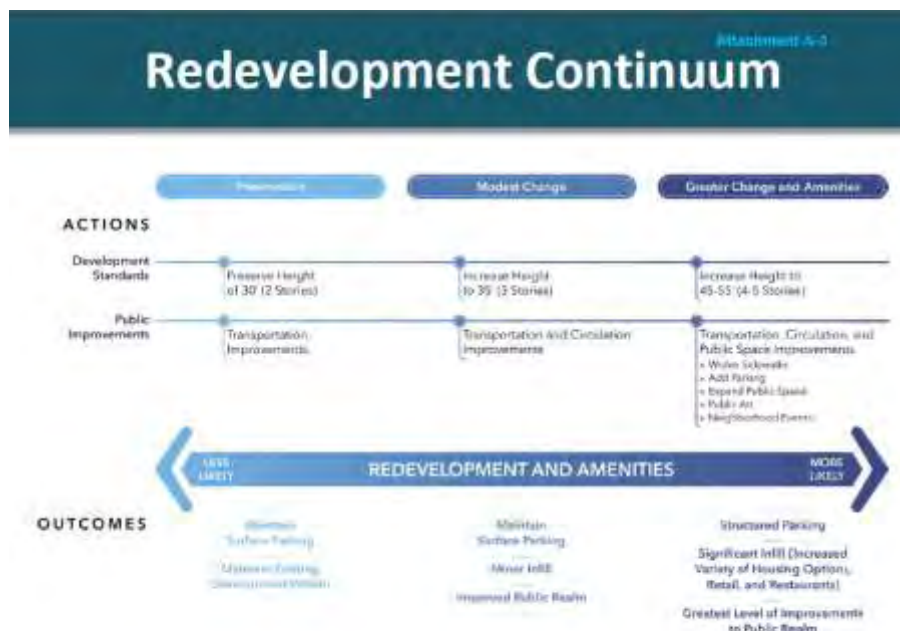 Attachment A-3
Redevelopment Continuum
Preservation
Modest Change
Greater Change and Amenities
ACTIONS
Development
Standards
Preserve Height
of 30' (2 Stories)
Increase Height
to 35' (3 Stories)
Increase Height to
45-55' (4-5 Stories)
Public
Improvements
Transportation
Improvements
Transportation and Circulation
Improvements
Transportation, Circulation, and
Public Space Improvements
Widen Sidewalks
Add Parking
Expand Public Space
Public Art
Neighborhood Events
LESS
LIKELY
REDEVELOPMENT AND AMENITIES
MORE
LIKELY
OUTCOMES
Maintain
Surface Parking
Maintain Existing
Development Pattern
Maintain
Surface Parking
Minor Infill
Improved Public Realm
Structured Parking
Significant Infill (Increased
Variety of Housing Options,
Retail, and Restaurants)
Greatest Level of Improvements
to Public Realm